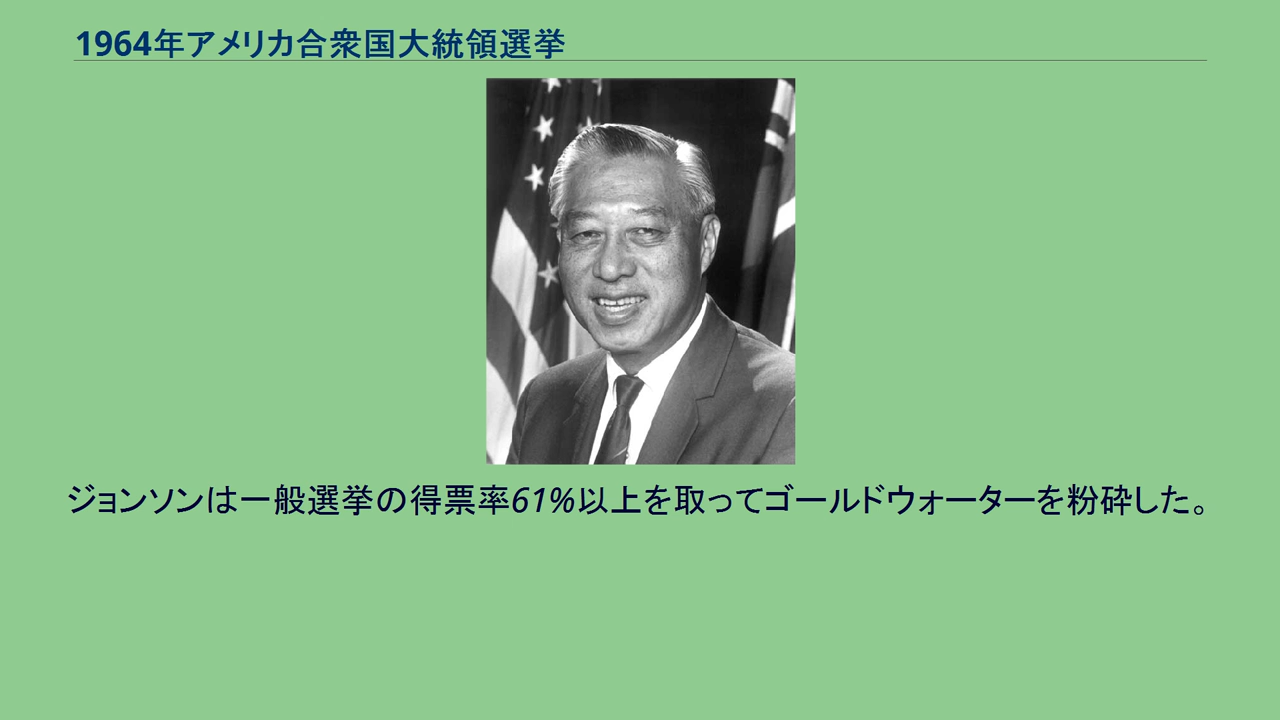 1964年アメリカ合衆国大統領選挙
ジョンソンは一般選挙の得票率61%以上を取ってゴールドウォーターを粉砕した。